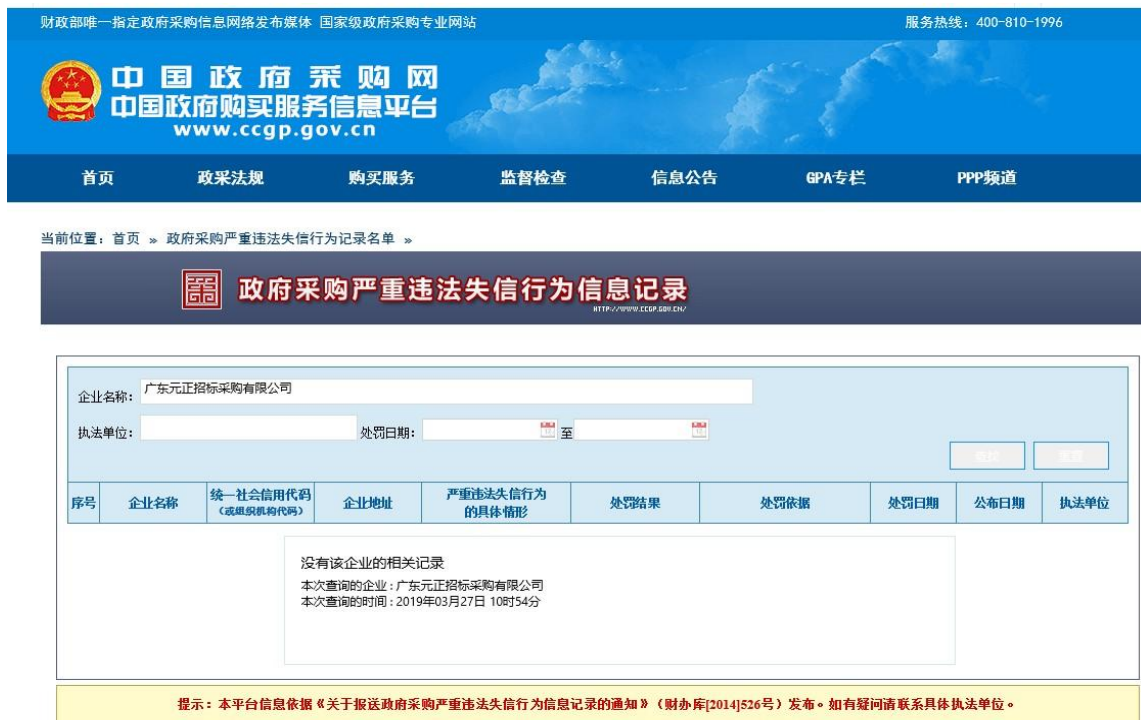 财政部唯一指定政府采购信息网络发布媒体 国家级政府采购专业网站
服务热线：400-810-1996
中国政府采购网
中国政府购买服务信息平台
www.ccgp.gov.cn
首页 政采法规 购买服务 监督检查 信息公告 GPA专栏 PPP频道
当前位置：首页 » 政府采购严重违法失信行为记录名单 »
政府采购严重违法失信行为信息记录
HTTP://WWW.CCGP.GOV.CN/
企业名称：广东元正招标采购有限公司
执法单位： 处罚日期： 至
查找 重置
序号 企业名称 统一社会信用代码（或组织机构代码） 企业地址 严重违法失信行为的具体情形 处罚结果 处罚依据 处罚日期 公布日期 执法单位
没有该企业的相关记录
本次查询的企业：广东元正招标采购有限公司
本次查询的时间：2019年03月27日 10时54分
提示：本平台信息依据《关于报送政府采购严重违法失信行为信息记录的通知》（财办库[2014]526号）发布。如有疑问请联系具体执法单位。